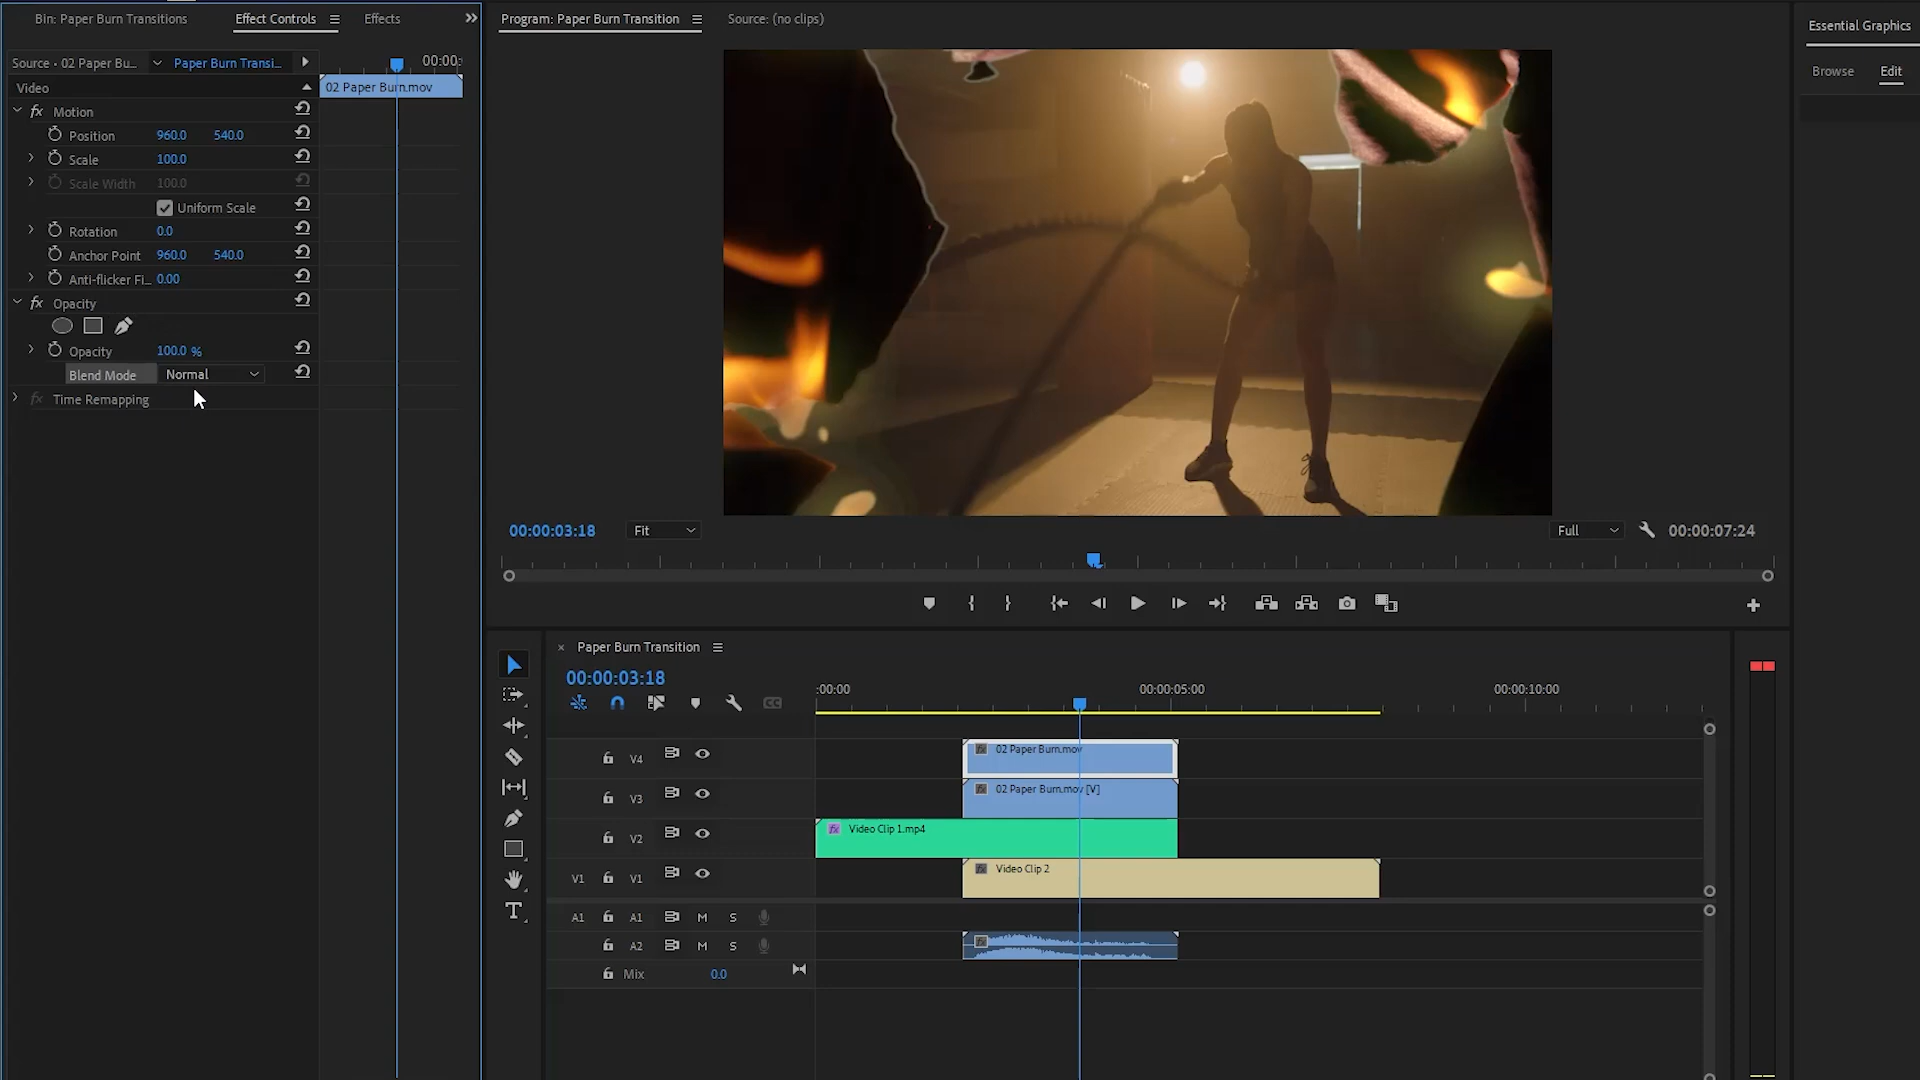 Bin: Paper Burn Transitions
Effect Controls
Effects
Program: Paper Burn Transition
Source: (no clips)
Essential Graphics
Browse
Edit
Source · 02 Paper Bu...
Paper Burn Transi...
00:00
Video
02 Paper Burn.mov
fx Motion
Position 960.0 540.0
Scale 100.0
Scale Width 100.0
Uniform Scale
Rotation 0.0
Anchor Point 960.0 540.0
Anti-flicker Fi... 0.00
fx Opacity
Opacity 100.0 %
Blend Mode Normal
fx Time Remapping
00:00:03:18
Fit
Full
00:00:07:24
× Paper Burn Transition
00:00:03:18
:00:00
00:00:05:00
00:00:10:00
CC
V4
fx 02 Paper Burn.mov
V3
fx 02 Paper Burn.mov [V]
V2
fx Video Clip 1.mp4
V1 V1
fx Video Clip 2
A1 A1 M S
A2 M S
fx
Mix 0.0